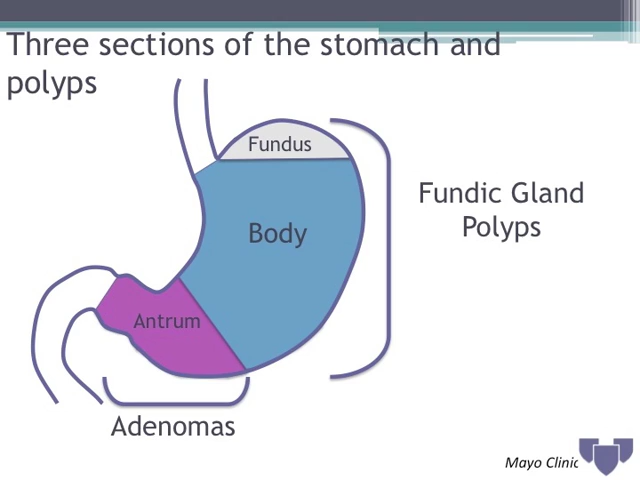 Three sections of the stomach and
polyps
Fundus
Fundic Gland
Polyps
Body
Antrum
Adenomas
Mayo Clinic